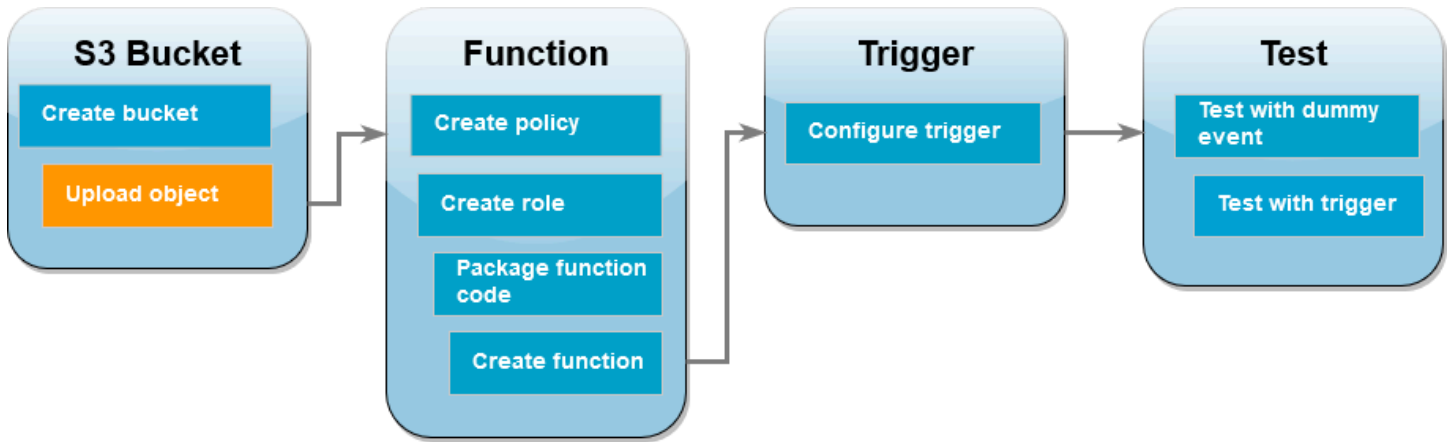 S3 Bucket
Create bucket
Upload object
Function
Create policy
Create role
Package function
code
Create function
Trigger
Configure trigger
Test
Test with dummy
event
Test with trigger